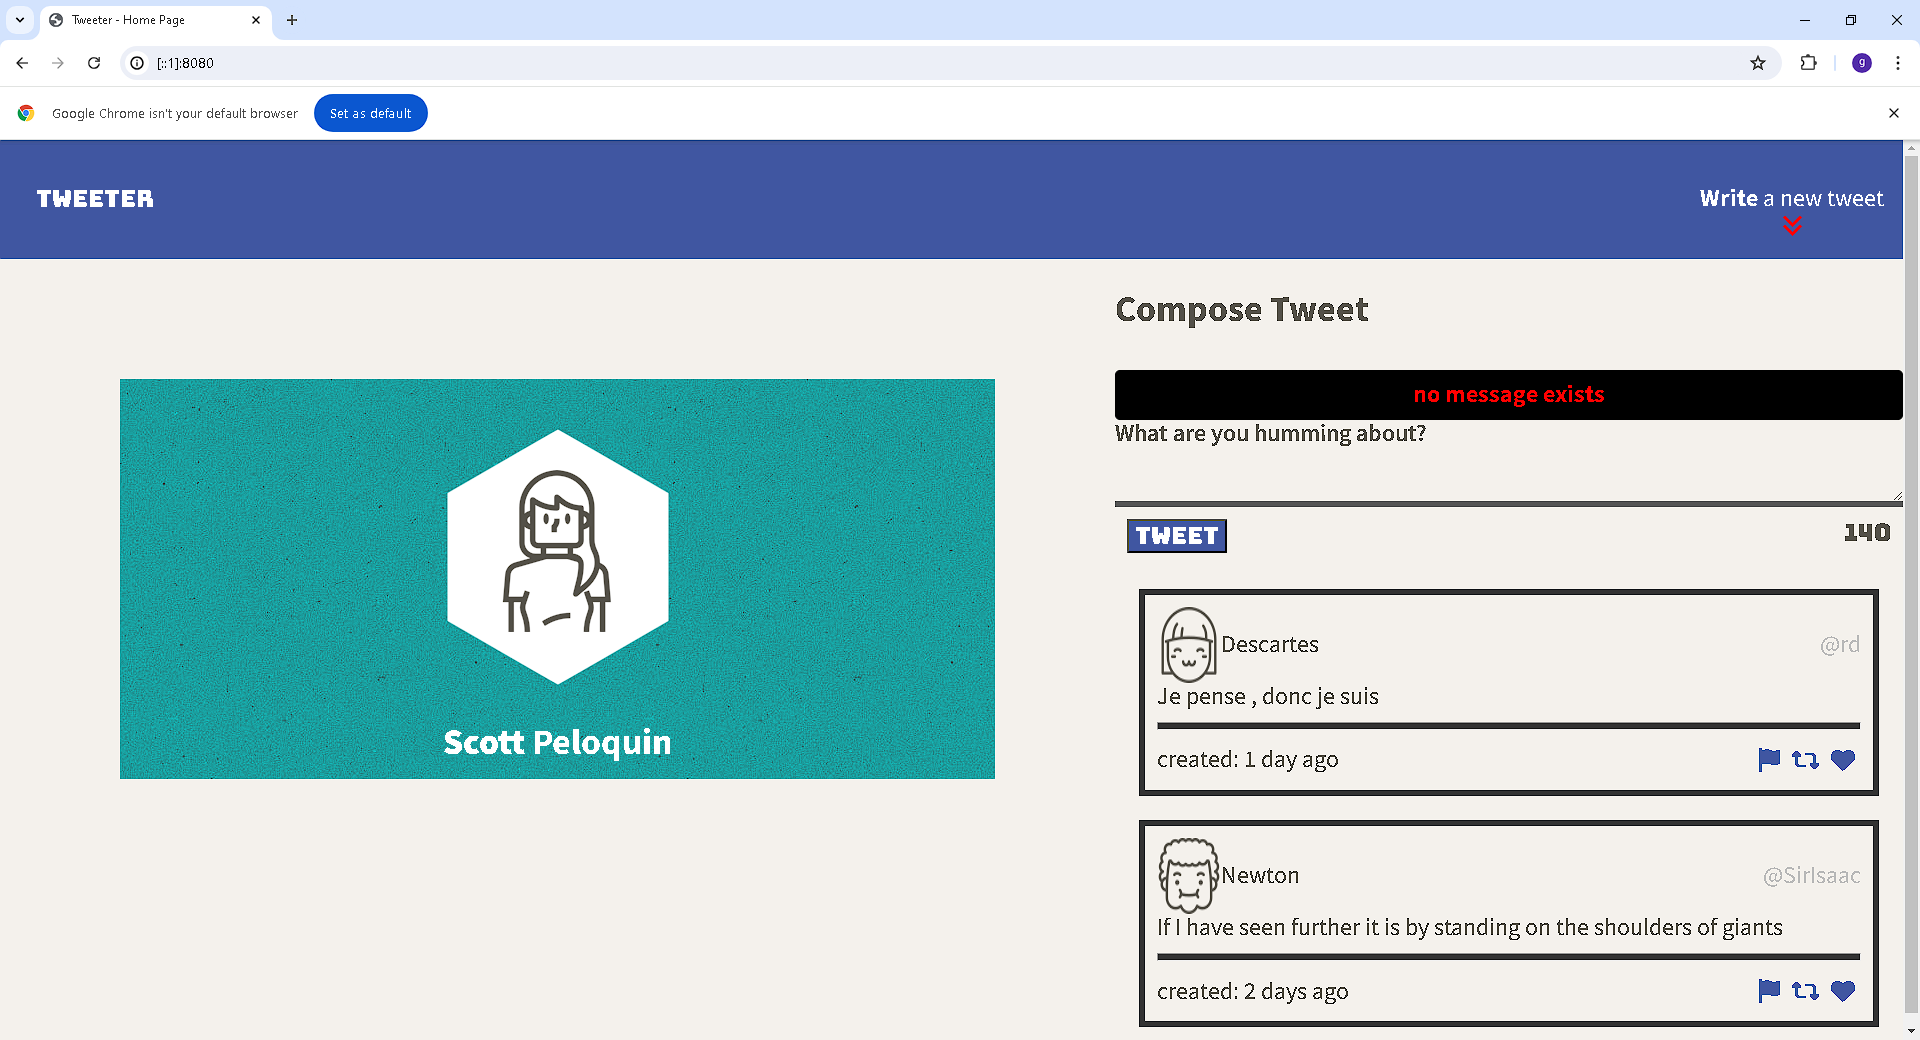 Tweeter - Home Page
[::1]:8080
g
Google Chrome isn't your default browser
Set as default
TWEETER
Write a new tweet
Compose Tweet
no message exists
What are you humming about?
TWEET
140
Scott Peloquin
Descartes
@rd
Je pense , donc je suis
created: 1 day ago
Newton
@SirIsaac
If I have seen further it is by standing on the shoulders of giants
created: 2 days ago